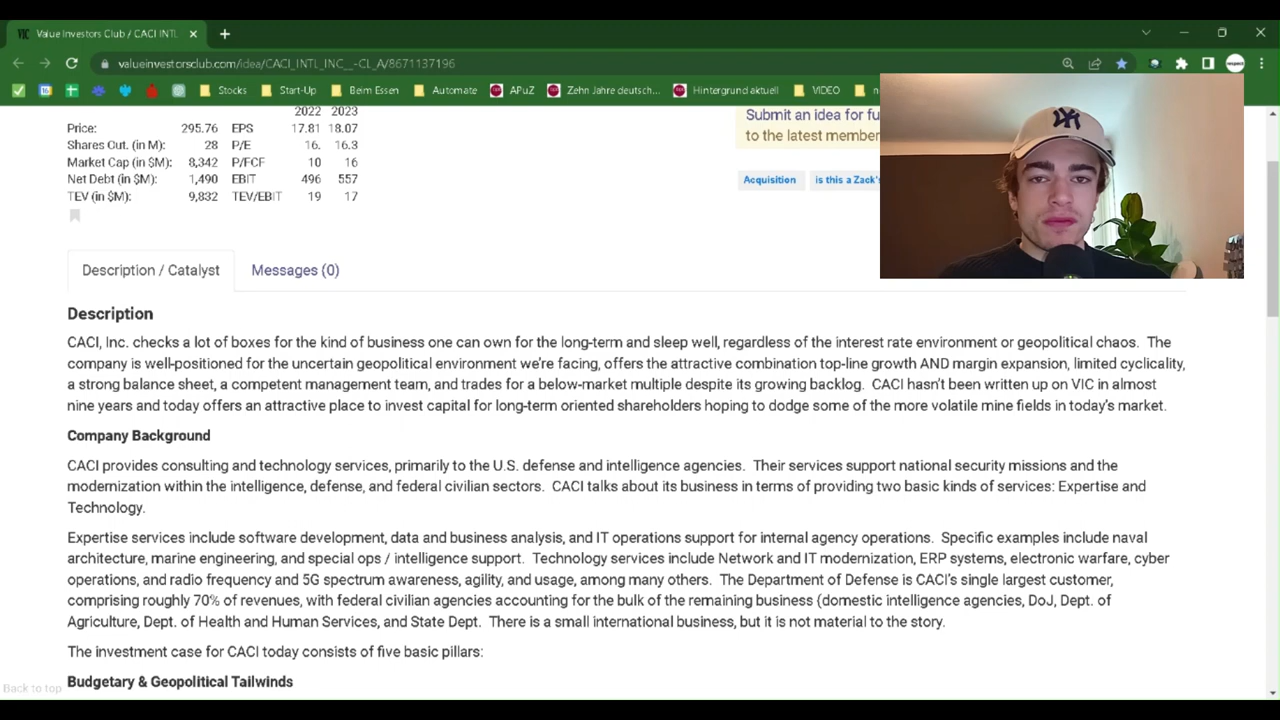 Value Investors Club / CACI INTL
valueinvestorsclub.com/idea/CACI_INTL_INC__-CL_A/8671137196
Stocks Start-Up Beim Essen Automate APuZ Zehn Jahre deutsch... Hintergrund aktuell VIDEO
2022 2023
Price: 295.76 EPS 17.81 18.07
Shares Out. (in M): 28 P/E 16. 16.3
Market Cap (in $M): 8,342 P/FCF 10 16
Net Debt (in $M): 1,490 EBIT 496 557
TEV (in $M): 9,832 TEV/EBIT 19 17
Submit an idea for
to the latest member
Acquisition is this a Zack's
Description / Catalyst Messages (0)
Description
CACI, Inc. checks a lot of boxes for the kind of business one can own for the long-term and sleep well, regardless of the interest rate environment or geopolitical chaos. The
company is well-positioned for the uncertain geopolitical environment we're facing, offers the attractive combination top-line growth AND margin expansion, limited cyclicality,
a strong balance sheet, a competent management team, and trades for a below-market multiple despite its growing backlog. CACI hasn't been written up on VIC in almost
nine years and today offers an attractive place to invest capital for long-term oriented shareholders hoping to dodge some of the more volatile mine fields in today's market.
Company Background
CACI provides consulting and technology services, primarily to the U.S. defense and intelligence agencies. Their services support national security missions and the
modernization within the intelligence, defense, and federal civilian sectors. CACI talks about its business in terms of providing two basic kinds of services: Expertise and
Technology.
Expertise services include software development, data and business analysis, and IT operations support for internal agency operations. Specific examples include naval
architecture, marine engineering, and special ops / intelligence support. Technology services include Network and IT modernization, ERP systems, electronic warfare, cyber
operations, and radio frequency and 5G spectrum awareness, agility, and usage, among many others. The Department of Defense is CACI's single largest customer,
comprising roughly 70% of revenues, with federal civilian agencies accounting for the bulk of the remaining business (domestic intelligence agencies, DoJ, Dept. of
Agriculture, Dept. of Health and Human Services, and State Dept. There is a small international business, but it is not material to the story.
The investment case for CACI today consists of five basic pillars:
Back to top
Budgetary & Geopolitical Tailwinds